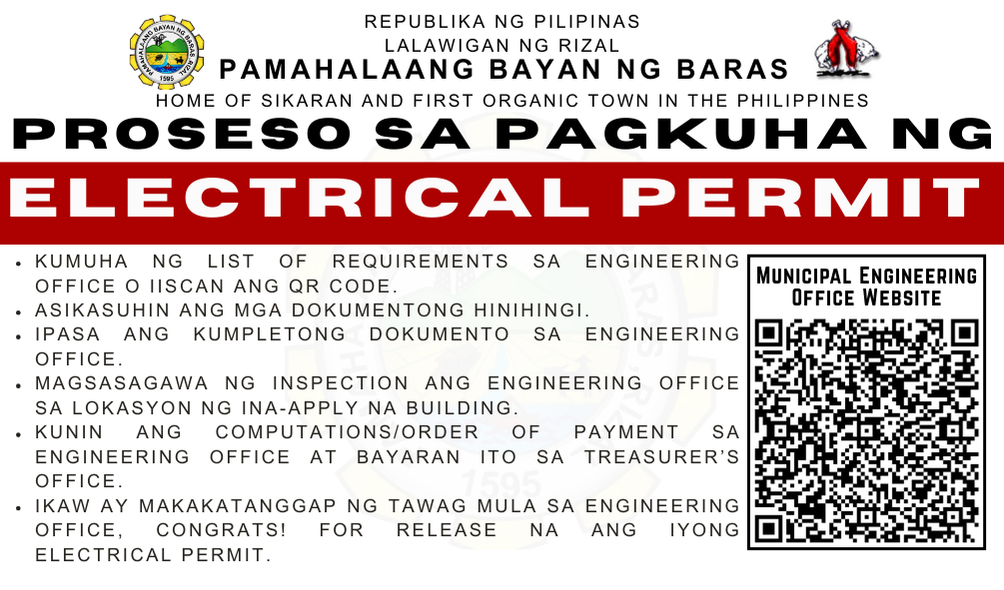 REPUBLIKA NG PILIPINAS
LALAWIGAN NG RIZAL
PAMAHALAANG BAYAN NG BARAS
HOME OF SIKARAN AND FIRST ORGANIC TOWN IN THE PHILIPPINES
PAMAHALAANG BAYAN NG BARAS, RIZAL
1595
PROSESO SA PAGKUHA NG
ELECTRICAL PERMIT
• KUMUHA NG LIST OF REQUIREMENTS SA ENGINEERING
OFFICE O IISCAN ANG QR CODE.
• ASIKASUHIN ANG MGA DOKUMENTONG HINIHINGI.
• IPASA ANG KUMPLETONG DOKUMENTO SA ENGINEERING
OFFICE.
• MAGSASAGAWA NG INSPECTION ANG ENGINEERING OFFICE
SA LOKASYON NG INA-APPLY NA BUILDING.
• KUNIN ANG COMPUTATIONS/ORDER OF PAYMENT SA
ENGINEERING OFFICE AT BAYARAN ITO SA TREASURER’S
OFFICE.
• IKAW AY MAKAKATANGGAP NG TAWAG MULA SA ENGINEERING
OFFICE, CONGRATS! FOR RELEASE NA ANG IYONG
ELECTRICAL PERMIT.
MUNICIPAL ENGINEERING
OFFICE WEBSITE
1595